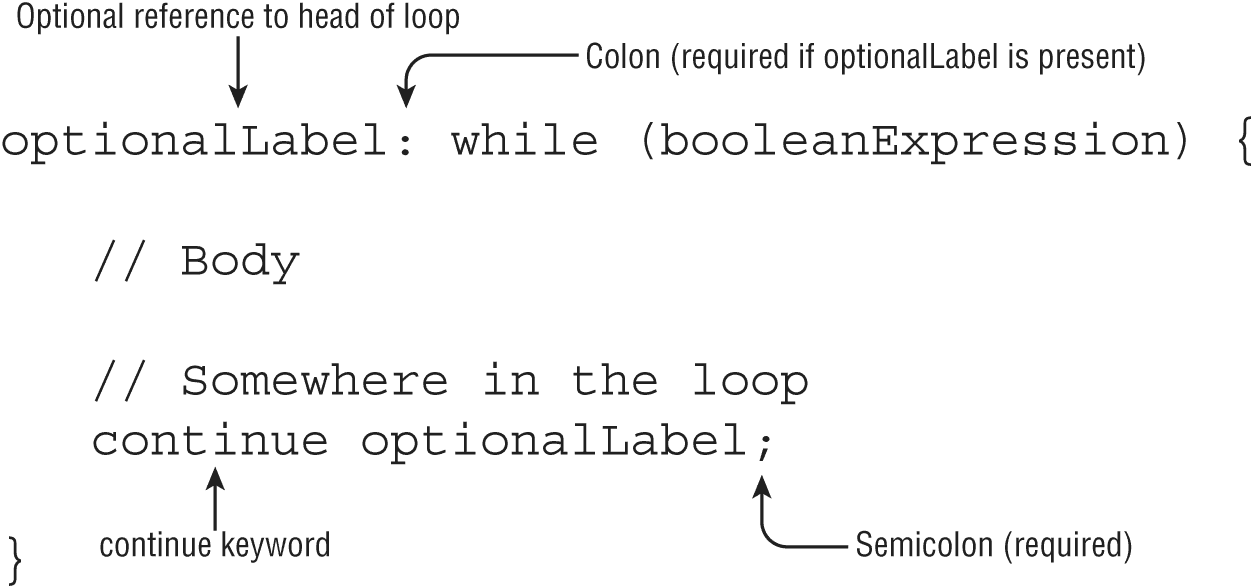 Optional reference to head of loop
Colon (required if optionalLabel is present)
optionalLabel: while (booleanExpression) {
// Body
// Somewhere in the loop
continue optionalLabel;
continue keyword
Semicolon (required)
}